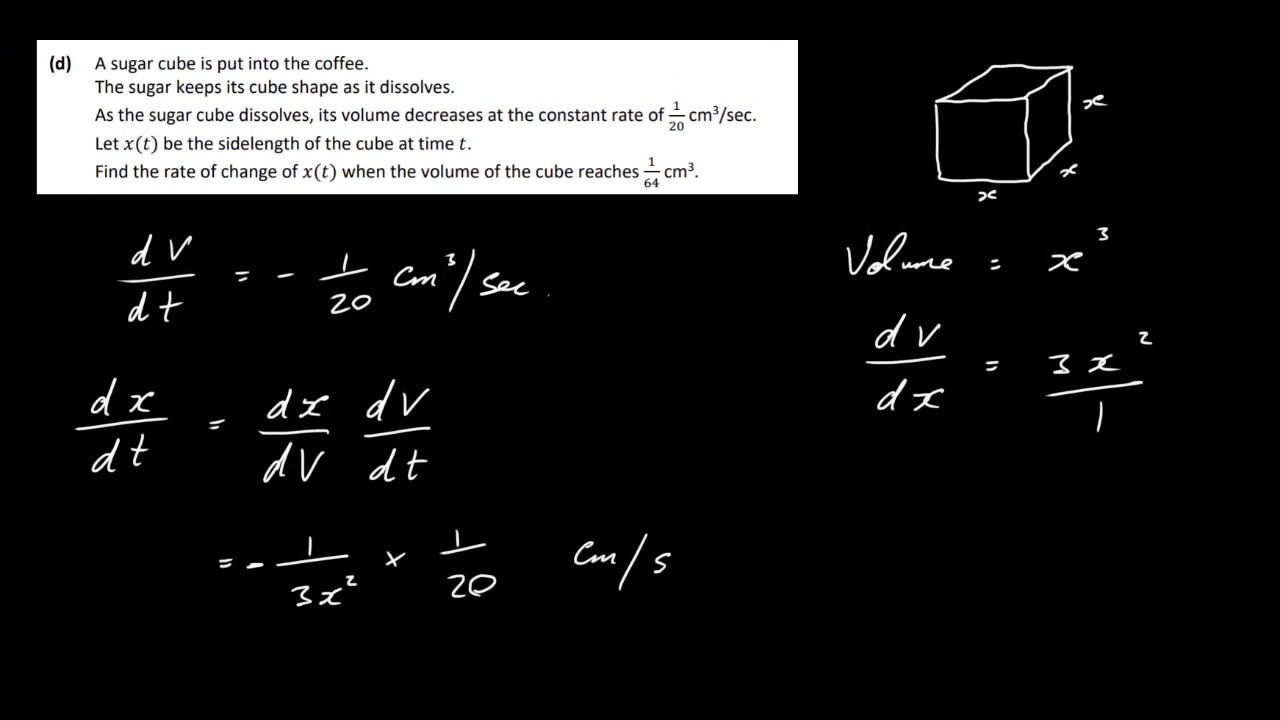 (d) A sugar cube is put into the coffee.
The sugar keeps its cube shape as it dissolves.
As the sugar cube dissolves, its volume decreases at the constant rate of 1/20 cm³/sec.
Let x(t) be the sidelength of the cube at time t.
Find the rate of change of x(t) when the volume of the cube reaches 1/64 cm³.
x
x
x
dV/dt = - 1/20 cm³/sec
Volume = x³
dV/dx = 3x²/1
dx/dt = dx/dV dV/dt
= - 1/3x² × 1/20 cm/s